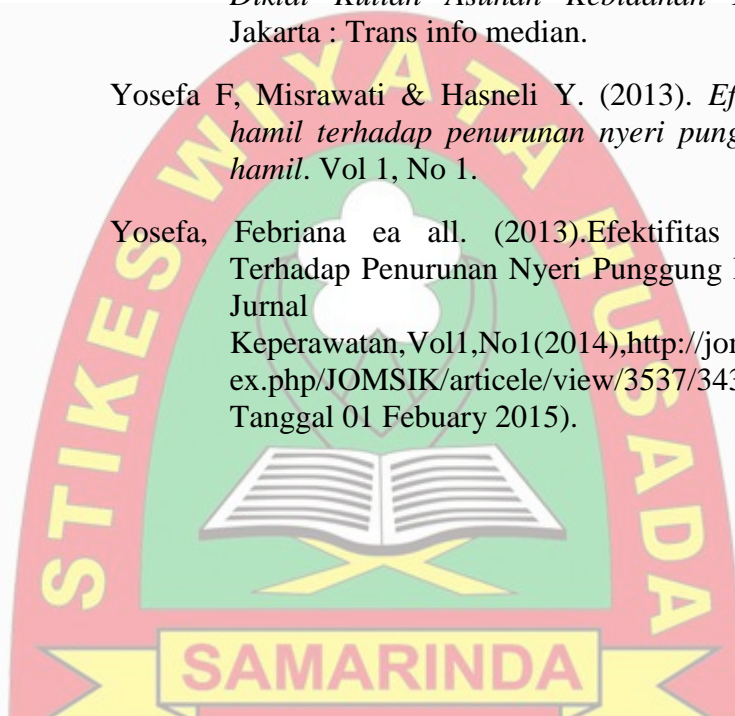 Diktat Kuliah Asuhan Kebidanan
Jakarta : Trans info median.
Yosefa F, Misrawati & Hasneli Y. (2013). Ef
hamil terhadap penurunan nyeri pung
hamil. Vol 1, No 1.
Yosefa, Febriana ea all. (2013).Efektifitas
Terhadap Penurunan Nyeri Punggung
Jurnal
Keperawatan,Vol1,No1(2014),http://jor
ex.php/JOMSIK/articele/view/3537/343
Tanggal 01 Febuary 2015).
STIKES WIYATA HUSADA
SAMARINDA